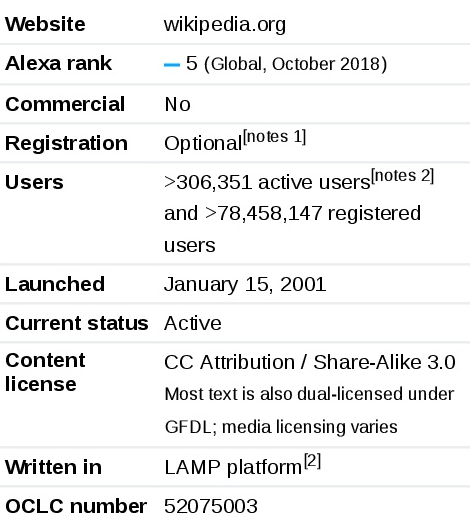 Website wikipedia.org
Alexa rank 5 (Global, October 2018)
Commercial No
Registration Optional[notes 1]
Users >306,351 active users[notes 2]
and >78,458,147 registered
users
Launched January 15, 2001
Current status Active
Content CC Attribution / Share-Alike 3.0
license Most text is also dual-licensed under
GFDL; media licensing varies
Written in LAMP platform[2]
OCLC number 52075003